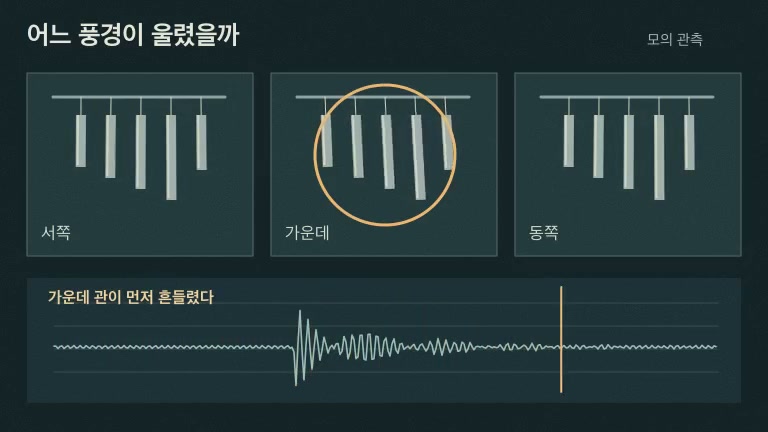 어느 풍경이 울렸을까
모의 관측
서쪽
가운데
동쪽
가운데 관이 먼저 흔들렸다